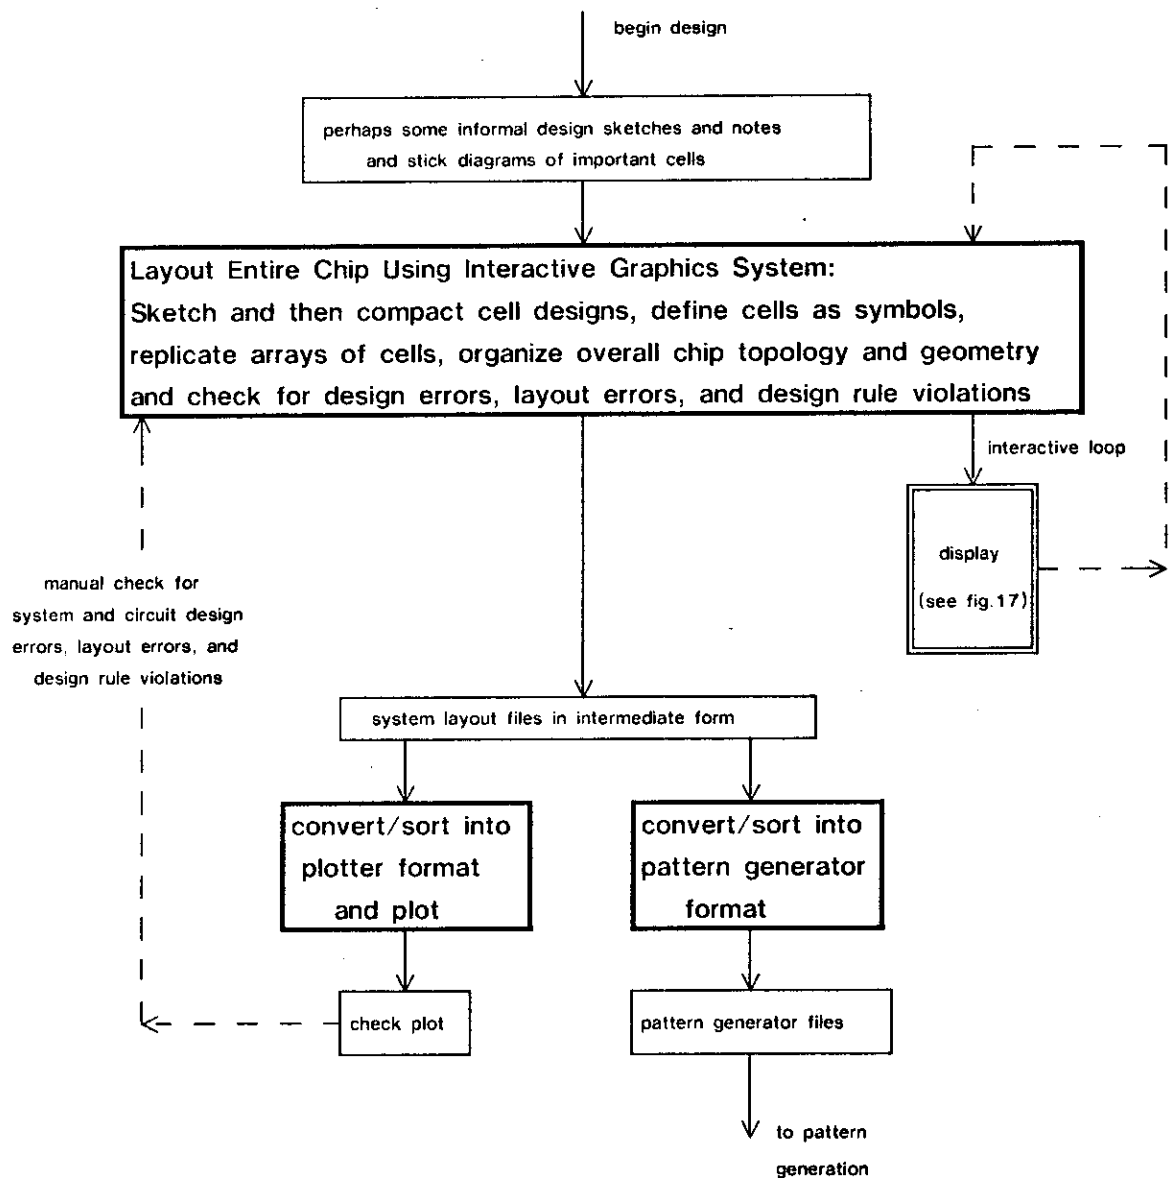 begin design
perhaps some informal design sketches and notes
and stick diagrams of important cells
Layout Entire Chip Using Interactive Graphics System:
Sketch and then compact cell designs, define cells as symbols,
replicate arrays of cells, organize overall chip topology and geometry
and check for design errors, layout errors, and design rule violations
interactive loop
display
(see fig.17)
manual check for
system and circuit design
errors, layout errors, and
design rule violations
system layout files in intermediate form
convert/sort into
plotter format
and plot
convert/sort into
pattern generator
format
check plot
pattern generator files
to pattern
generation